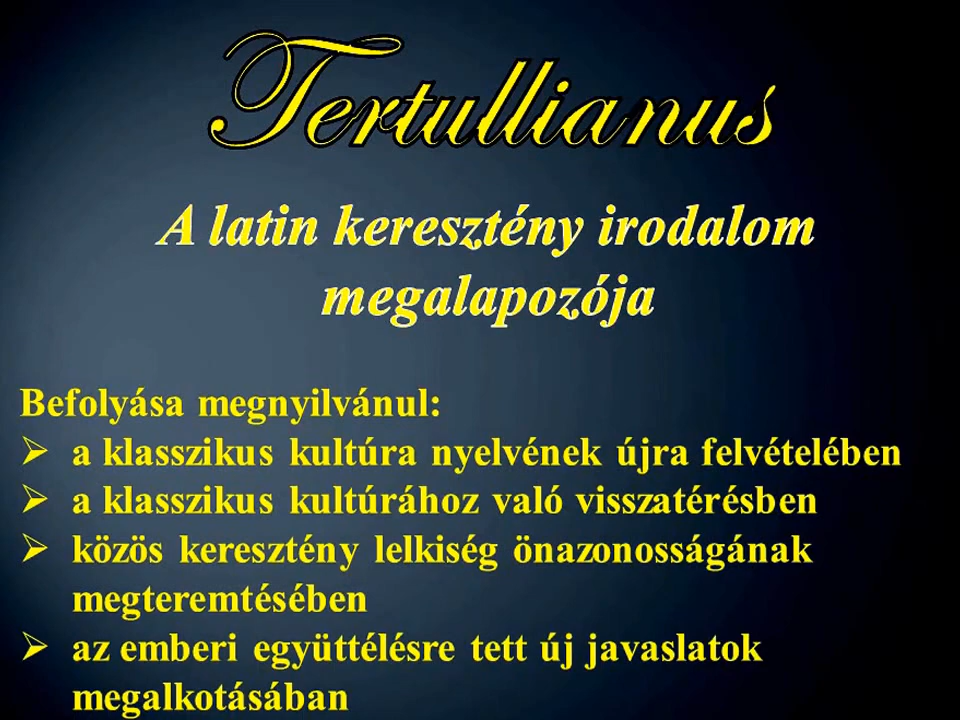 Tertullianus
A latin keresztény irodalom
megalapozója
Befolyása megnyilvánul:
➢ a klasszikus kultúra nyelvének újra felvételében
➢ a klasszikus kultúrához való visszatérésben
➢ közös keresztény lelkiség önazonosságának
megteremtésében
➢ az emberi együttélésre tett új javaslatok
megalkotásában